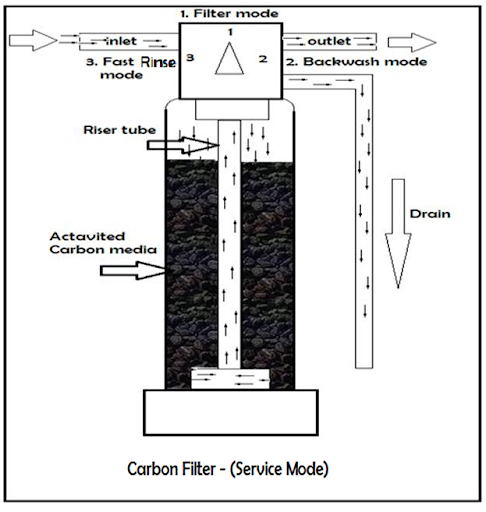 1. Filter mode
1
inlet
outlet
3. Fast Rinse
mode
3
2
2. Backwash mode
Riser tube
Drain
Actavited
Carbon media
Carbon Filter - (Service Mode)